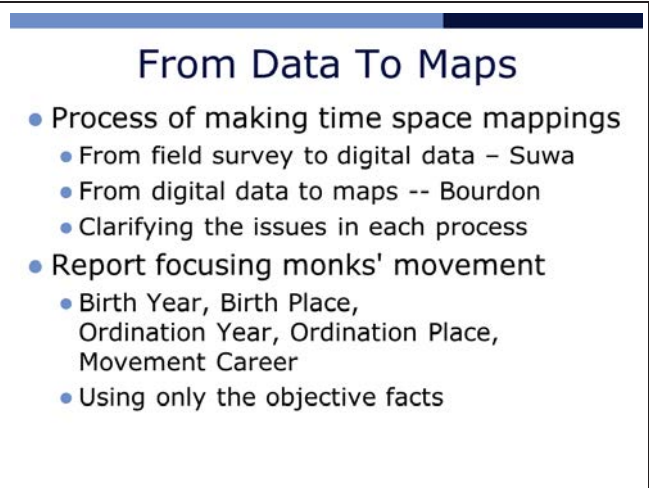 From Data To Maps
Process of making time space mappings
From field survey to digital data – Suwa
From digital data to maps -- Bourdon
Clarifying the issues in each process
Report focusing monks' movement
Birth Year, Birth Place,
Ordination Year, Ordination Place,
Movement Career
Using only the objective facts